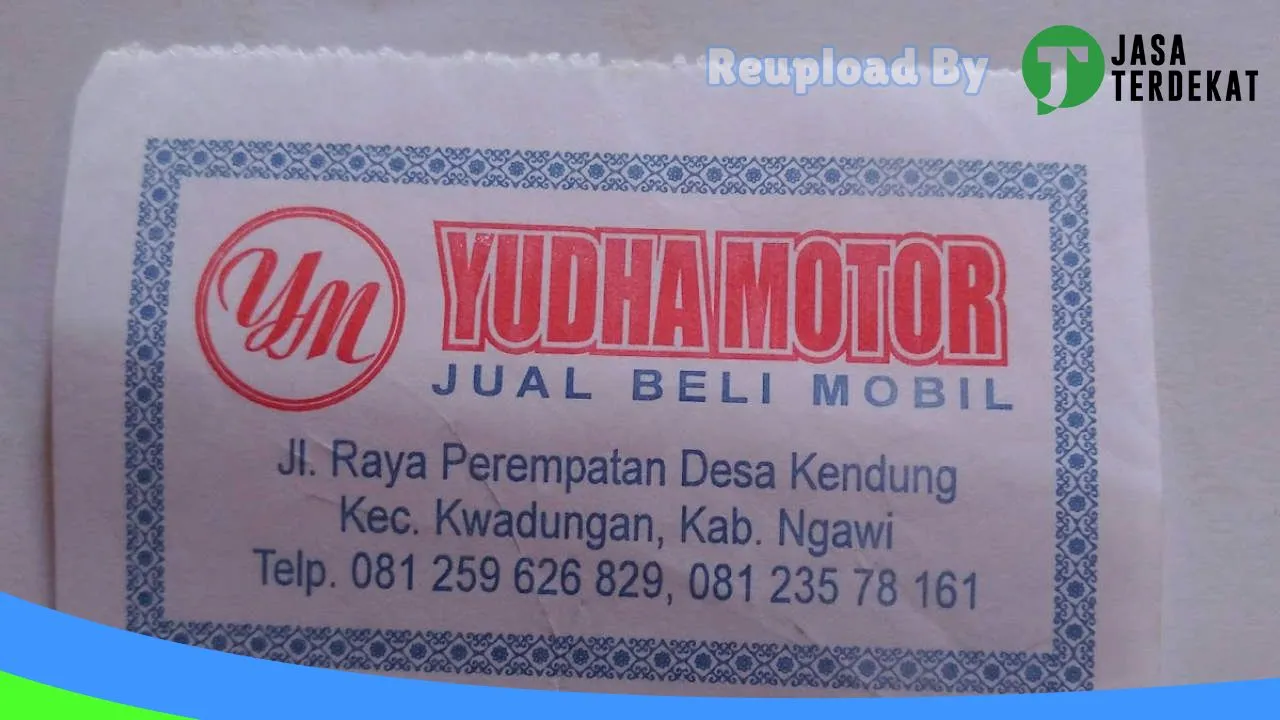 Reupload By
JASA
TERDEKAT
YM
YUDHA MOTOR
JUAL BELI MOBIL
Jl. Raya Perempatan Desa Kendung
Kec. Kwadungan, Kab. Ngawi
Telp. 081 259 626 829, 081 235 78 161